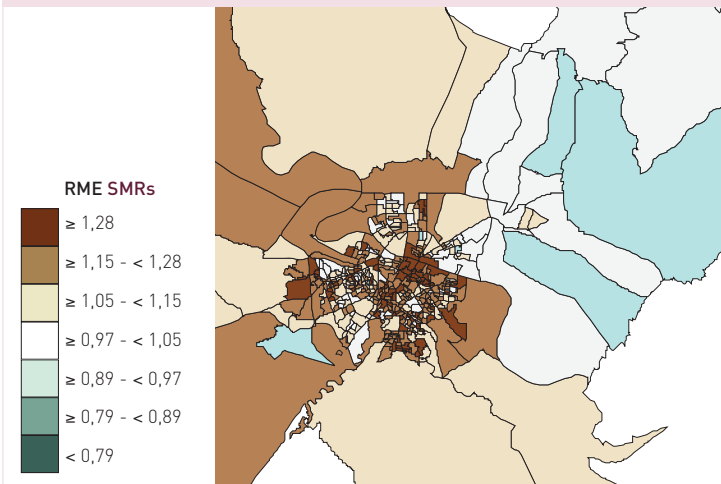 RME SMRs
≥ 1,28
≥ 1,15 - < 1,28
≥ 1,05 - < 1,15
≥ 0,97 - < 1,05
≥ 0,89 - < 0,97
≥ 0,79 - < 0,89
< 0,79